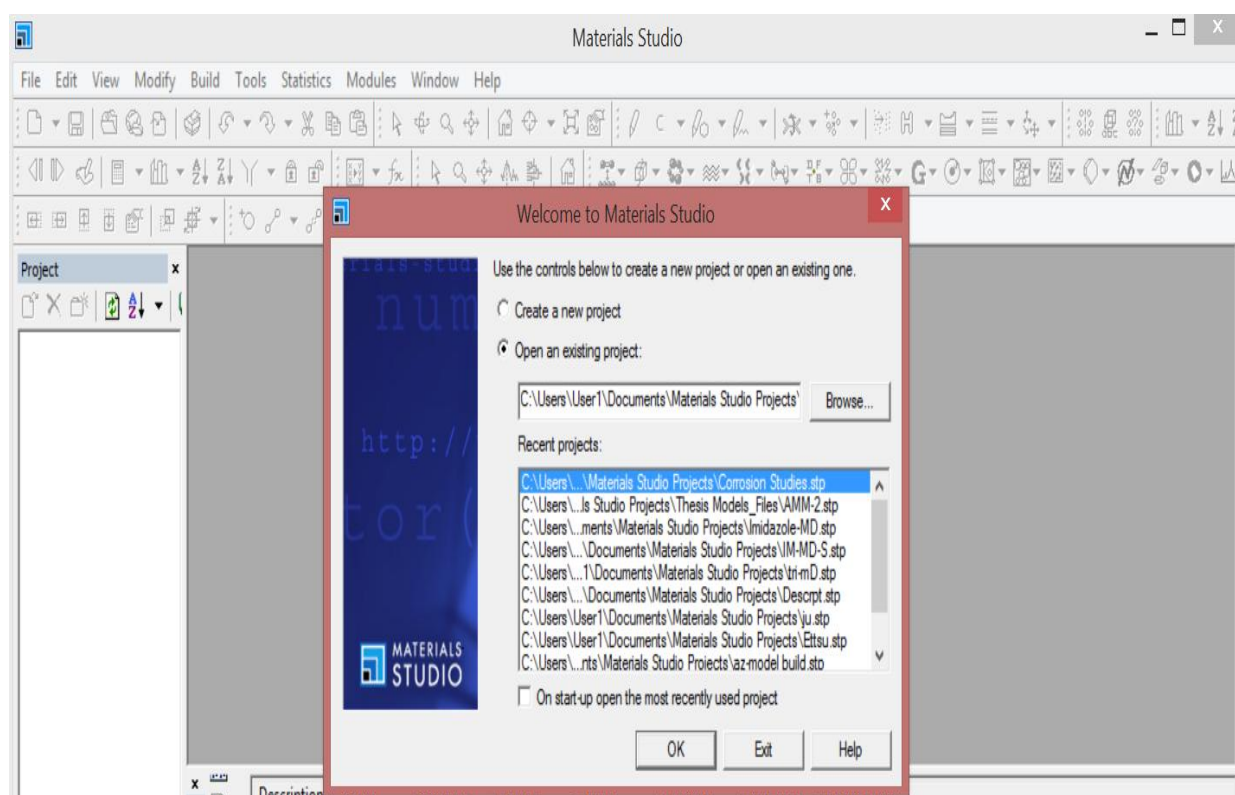 Materials Studio
File Edit View Modify Build Tools Statistics Modules Window Help
Welcome to Materials Studio
Project
Use the controls below to create a new project or open an existing one.
Create a new project
Open an existing project:
C:\Users\User1\Documents\Materials Studio Projects\
Browse...
Recent projects:
C:\Users\...\Materials Studio Projects\Corrosion Studies.stp
C:\Users\...ls Studio Projects\Thesis Models_Files\AMM-2.stp
C:\Users\...ments\Materials Studio Projects\Imidazole-MD.stp
C:\Users\...\Documents\Materials Studio Projects\IM-MD-S.stp
C:\Users\...1\Documents\Materials Studio Projects\tri-mD.stp
C:\Users\...\Documents\Materials Studio Projects\Descrpt.stp
C:\Users\User1\Documents\Materials Studio Projects\ju.stp
C:\Users\User1\Documents\Materials Studio Projects\Ettsu.stp
C:\Users\...nts\Materials Studio Projects\az-model build.stp
On start-up open the most recently used project
OK Exit Help
num
http://
tor(
MATERIALS
STUDIO
Description